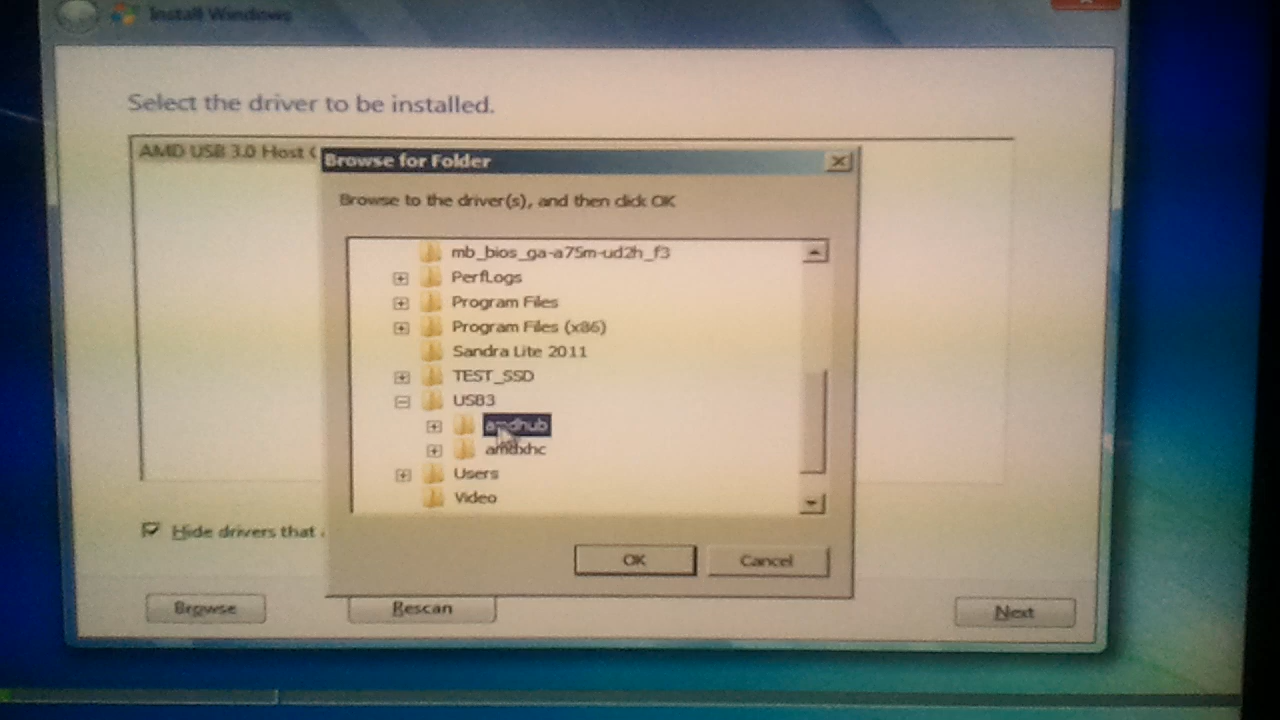 Install Windows
Select the driver to be installed.
AMD USB 3.0 Host
Browse for Folder
Browse to the driver(s), and then click OK
mb_bios_ga-a75m-ud2h_f3
PerfLogs
Program Files
Program Files (x86)
Sandra Lite 2011
TEST_SSD
USB3
amdhub
amdxhc
Users
Video
Hide drivers that
OK
Cancel
Browse
Rescan
Next